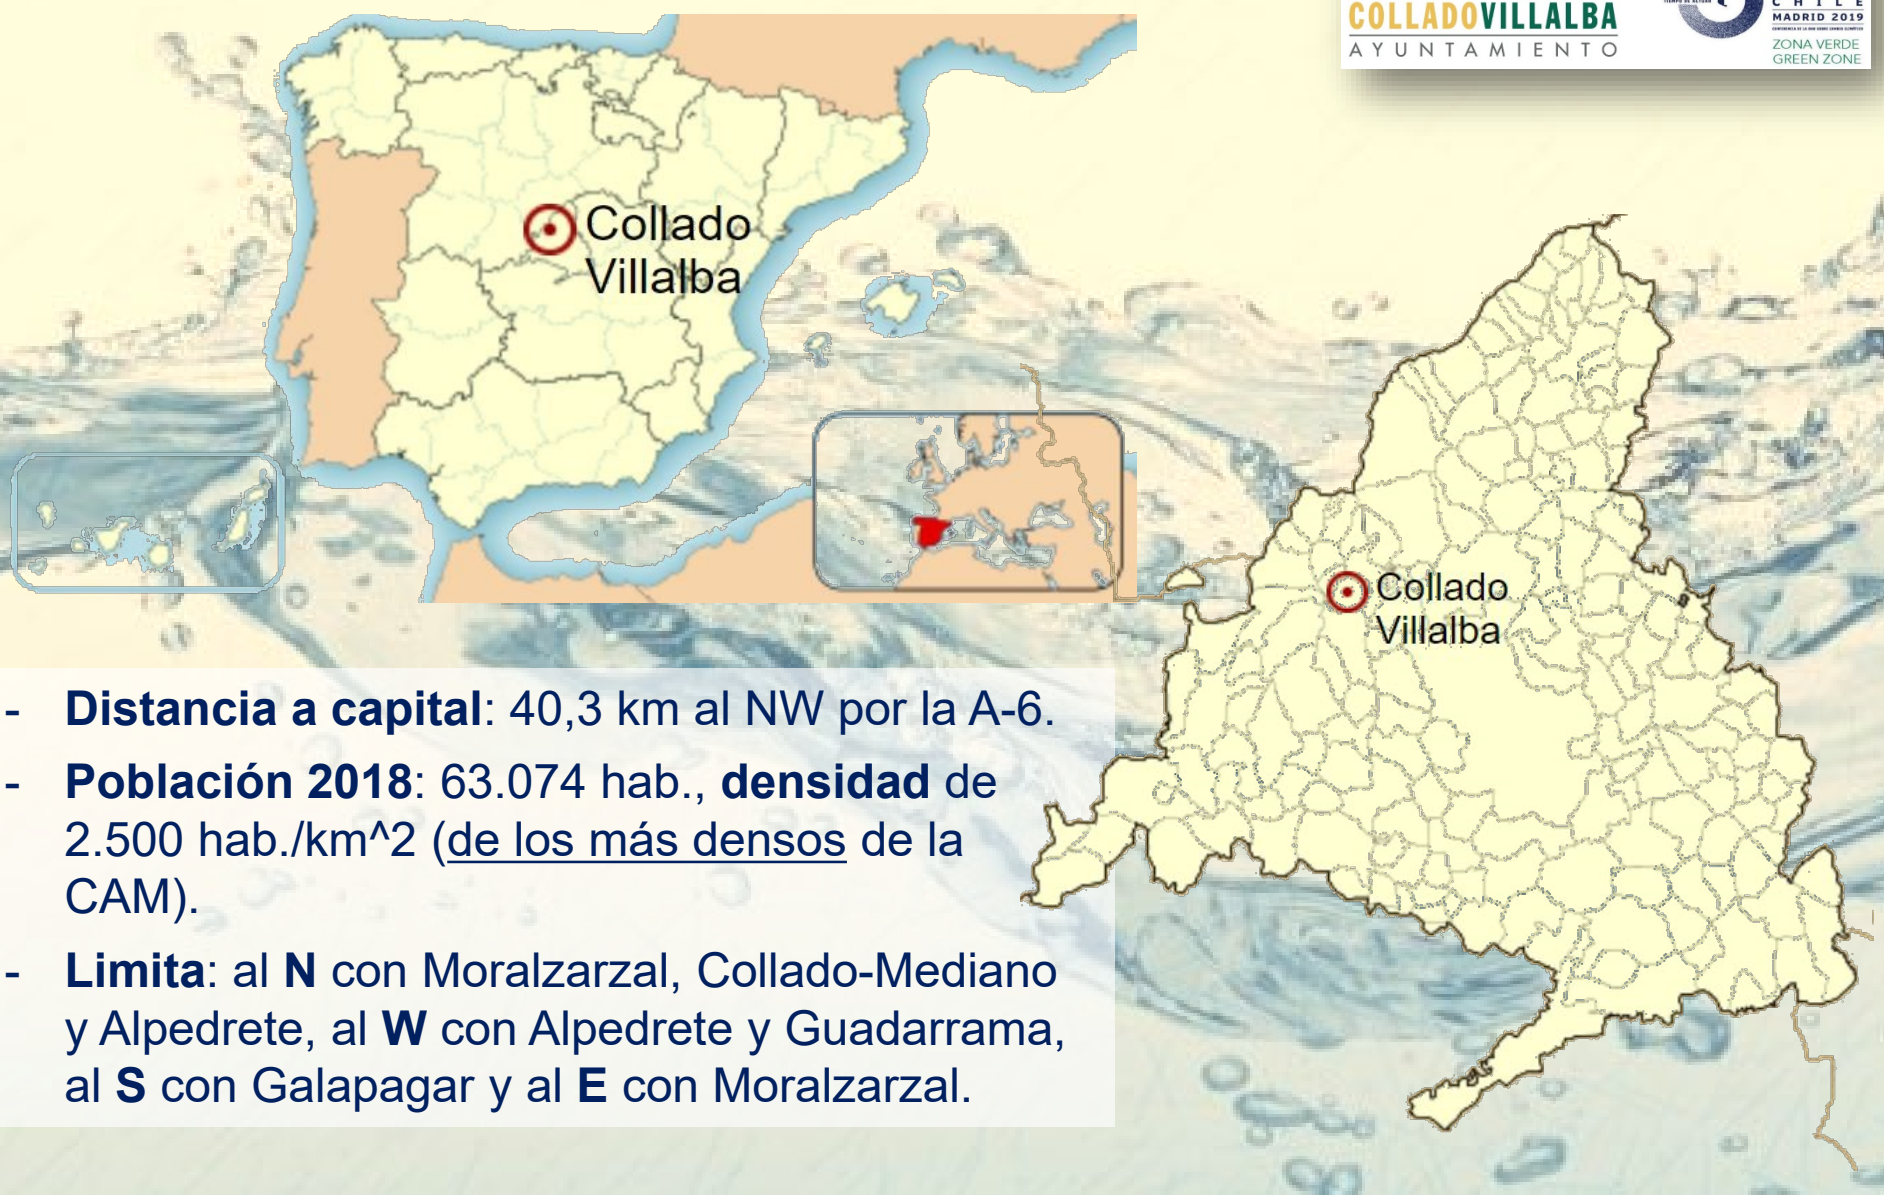 COLLADOVILLALBA
AYUNTAMIENTO
CHILE
MADRID 2019
ZONA VERDE
GREEN ZONE
Collado
Villalba
Collado
Villalba
- Distancia a capital: 40,3 km al NW por la A-6.
- Población 2018: 63.074 hab., densidad de
2.500 hab./km^2 (de los más densos de la
CAM).
- Limita: al N con Moralzarzal, Collado-Mediano
y Alpedrete, al W con Alpedrete y Guadarrama,
al S con Galapagar y al E con Moralzarzal.